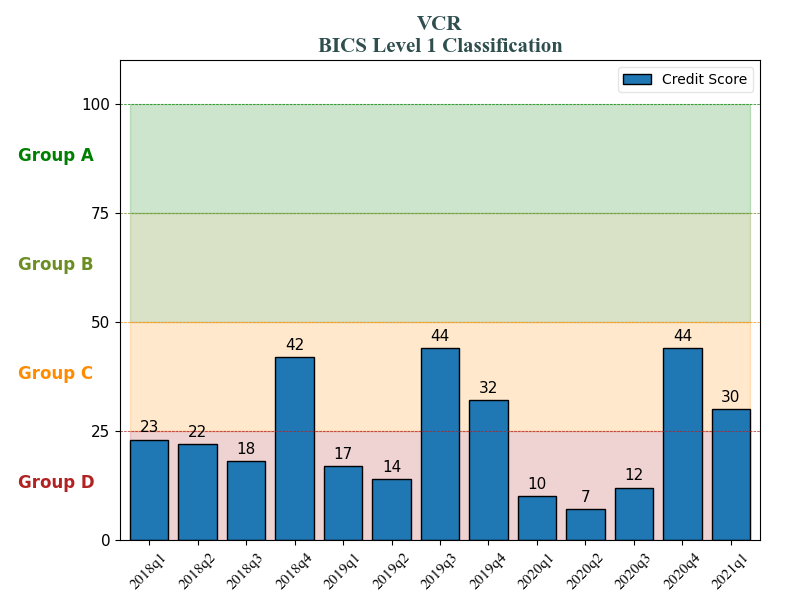 VCR
BICS Level 1 Classification
Credit Score
100
Group A
75
Group B
50
44
44
42
Group C
32
30
25
23
22
18
17
14
Group D
12
10
7
0
2018q1 2018q2 2018q3 2018q4 2019q1 2019q2 2019q3 2019q4 2020q1 2020q2 2020q3 2020q4 2021q1